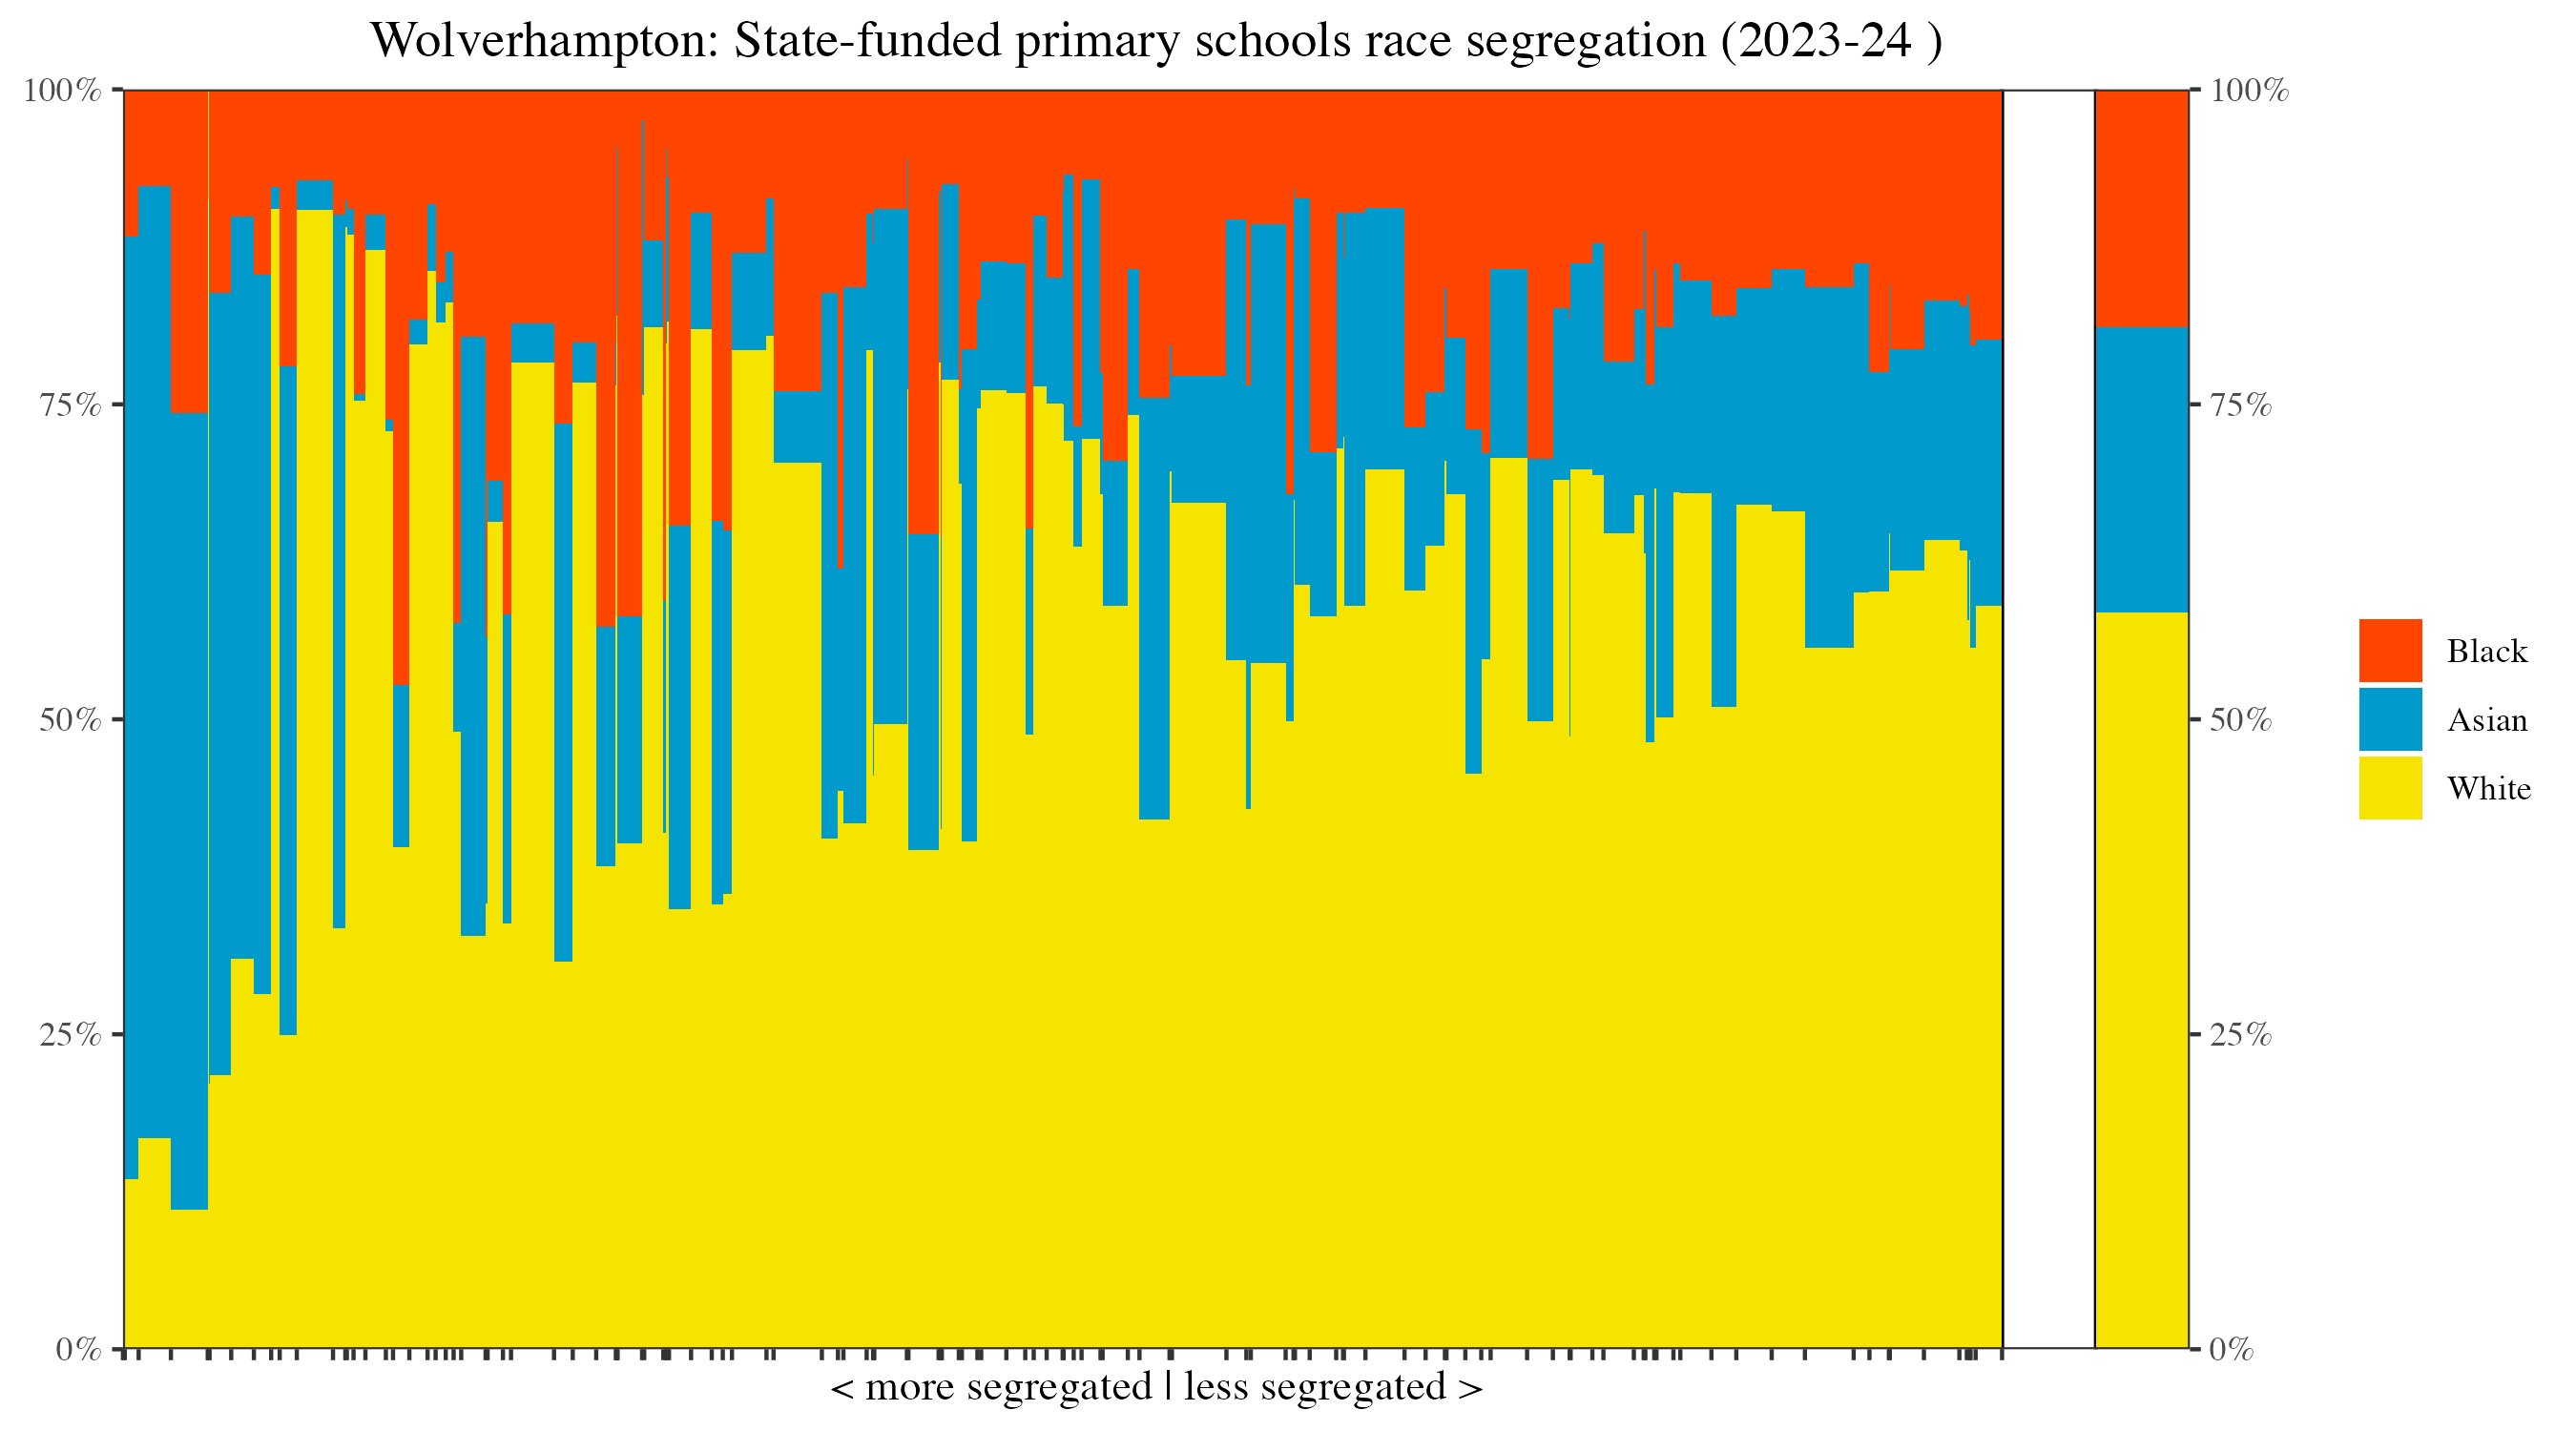 Wolverhampton: State-funded primary schools race segregation (2023-24 )
100%
75%
50%
25%
0%
100%
75%
50%
25%
0%
Black
Asian
White
< more segregated | less segregated >